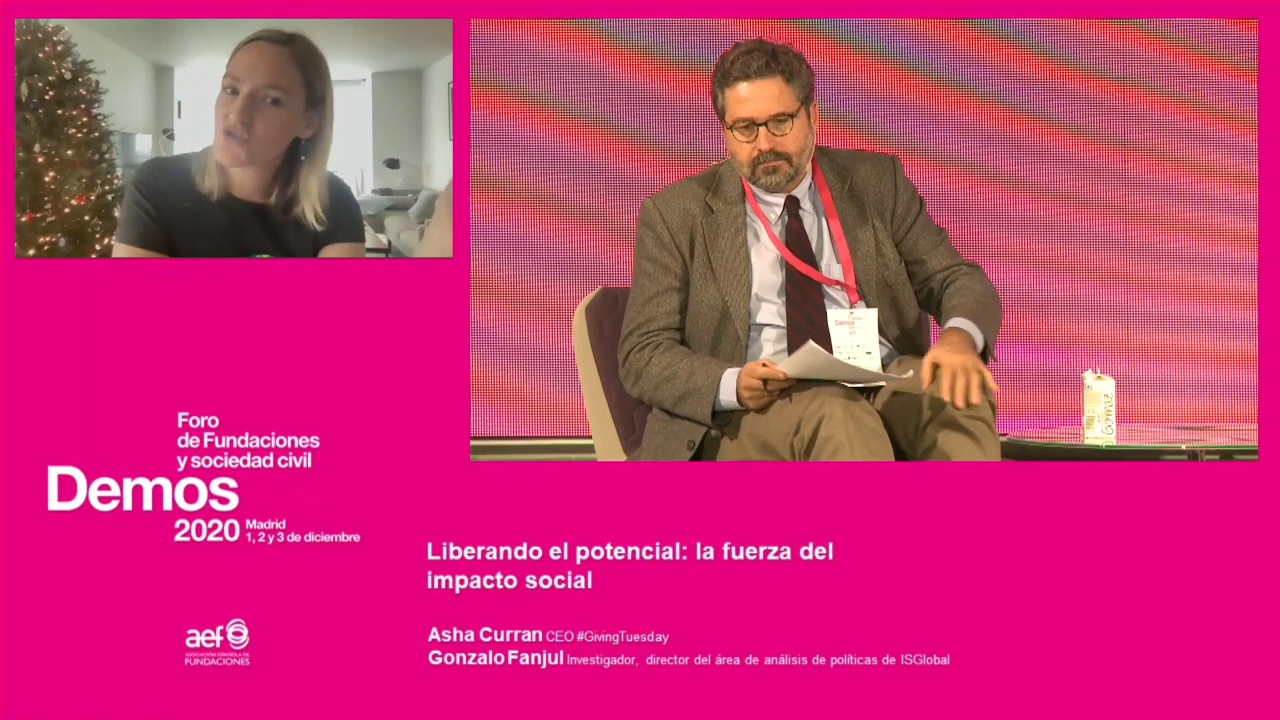 Demos
Foro
de Fundaciones
y sociedad civil
Demos
2020 Madrid
1, 2 y 3 de diciembre
Liberando el potencial: la fuerza del
impacto social
Asha Curran CEO #GivingTuesday
Gonzalo Fanjul Investigador, director del área de análisis de políticas de ISGlobal
aef
ASOCIACIÓN ESPAÑOLA DE
FUNDACIONES